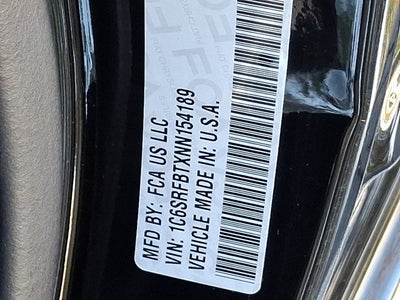 MFD BY: FCA US LLC
VIN: 1C6SRFBTXNN154189
VEHICLE MADE IN: U.S.A.